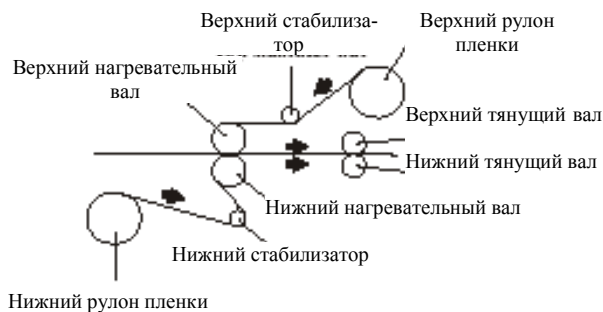 Верхний стабилиза-
тор
Верхний рулон
пленки
Верхний нагревательный
вал
Верхний тянущий вал
Нижний тянущий вал
Нижний нагревательный вал
Нижний стабилизатор
Нижний рулон пленки